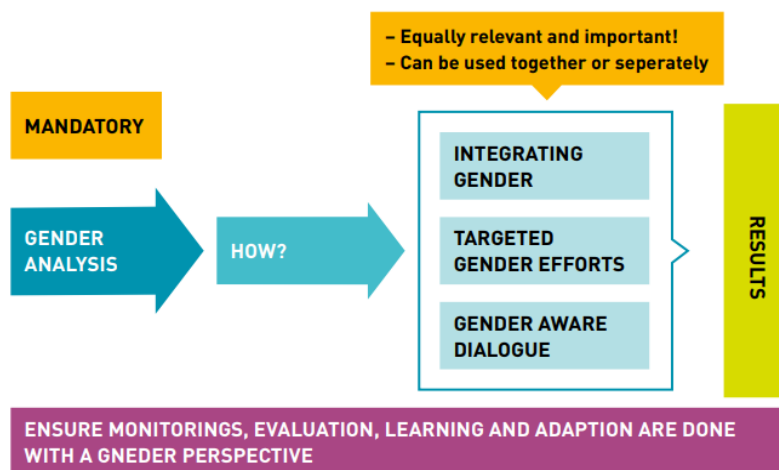 – Equally relevant and important!
– Can be used together or seperately
MANDATORY
GENDER
ANALYSIS
HOW?
INTEGRATING
GENDER
TARGETED
GENDER EFFORTS
GENDER AWARE
DIALOGUE
RESULTS
ENSURE MONITORINGS, EVALUATION, LEARNING AND ADAPTION ARE DONE
WITH A GNEDER PERSPECTIVE